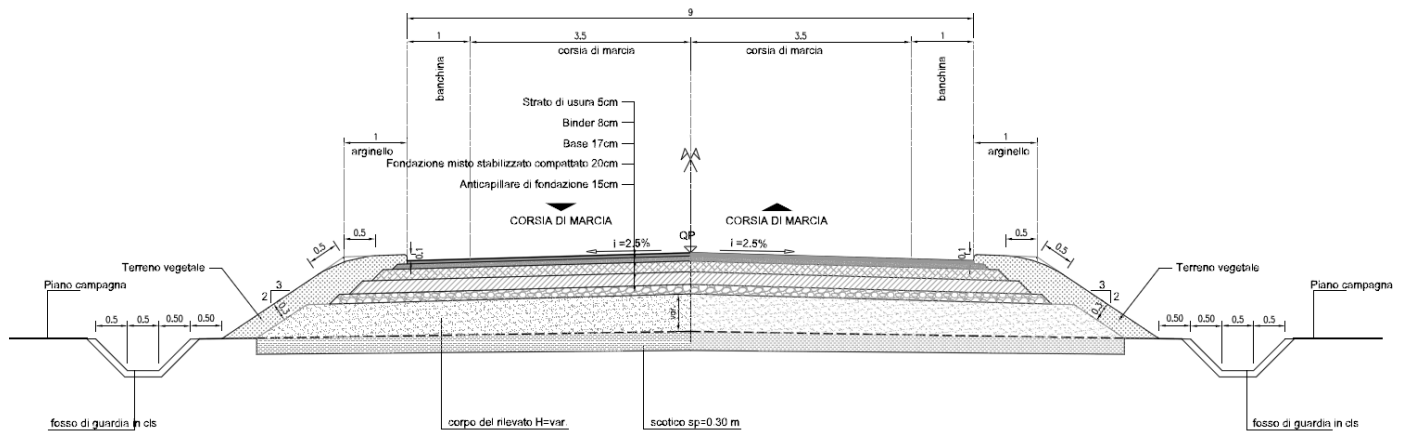 9
1
3.5
3.5
1
corsia di marcia
corsia di marcia
banchina
banchina
Strato di usura 5cm
Binder 8cm
Base 17cm
Fondazione misto stabilizzato compattato 20cm
Anticapillare di fondazione 15cm
1
arginello
1
arginello
CORSIA DI MARCIA
CORSIA DI MARCIA
QP
i =2.5%
i =2.5%
0.5
0.5
0.1
0.1
0.5
0.5
Terreno vegetale
Terreno vegetale
Piano campagna
Piano campagna
3
2
0.3
3
2
0.3
var.
0.5
0.5
0.50
0.50
0.50
0.50
0.5
0.5
fosso di guardia in cls
corpo del rilevato H=var.
scotico sp=0.30 m
fosso di guardia in cls